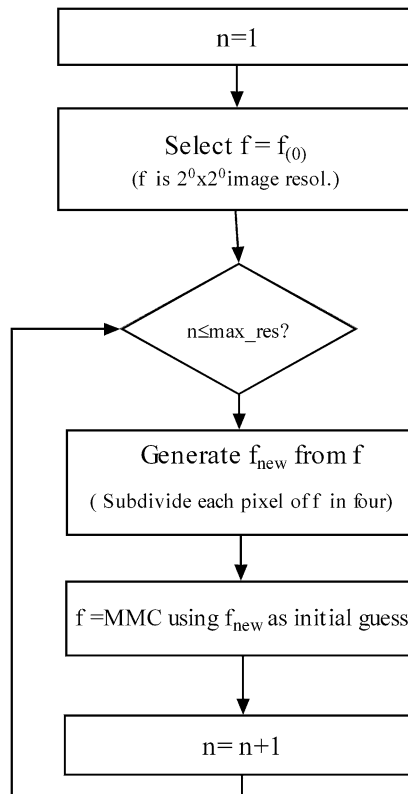 n=1
Select f = f₍₀₎
(f is 2⁰x2⁰image resol.)
n≤max_res?
Generate fnew from f
( Subdivide each pixel of f in four)
f =MMC using fnew as initial guess
n= n+1